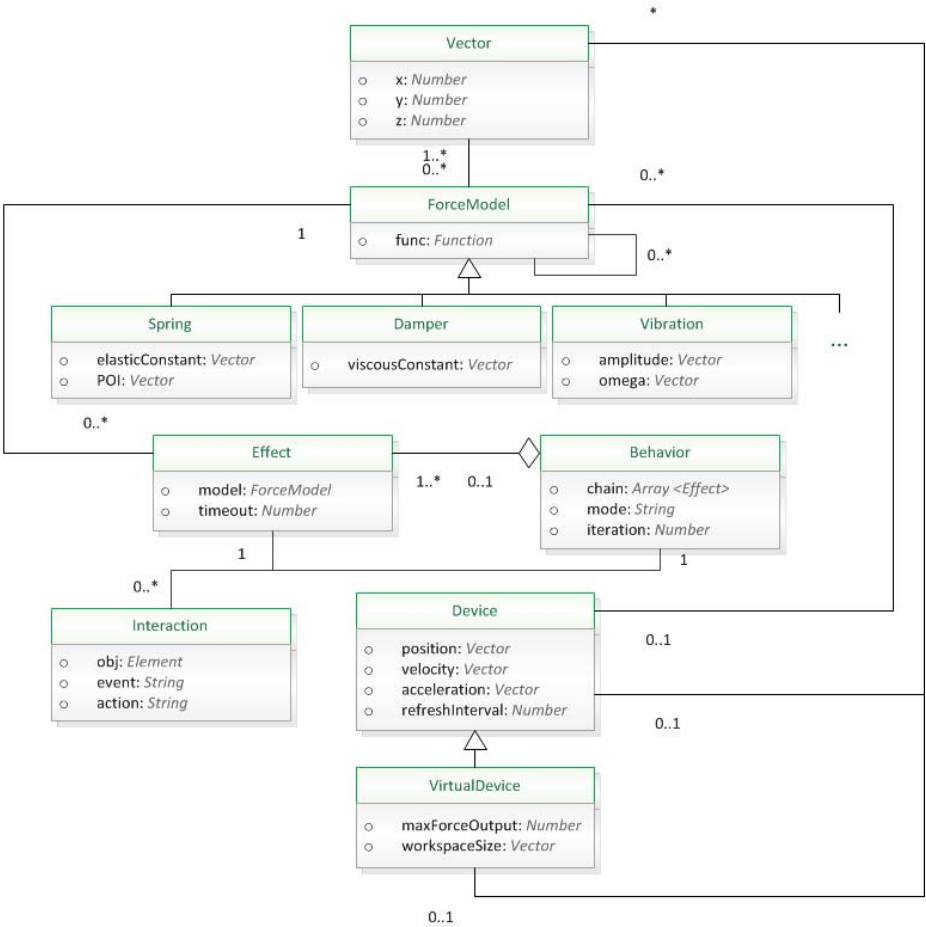 *
Vector
x: Number
y: Number
z: Number
1..*
0..*
0..*
ForceModel
1
func: Function
0..*
Spring
Damper
Vibration
elasticConstant: Vector
POI: Vector
viscousConstant: Vector
amplitude: Vector
omega: Vector
...
0..*
Effect
Behavior
model: ForceModel
timeout: Number
1..*
0..1
chain: Array <Effect>
mode: String
iteration: Number
1
1
0..*
Interaction
Device
obj: Element
event: String
action: String
position: Vector
velocity: Vector
acceleration: Vector
refreshInterval: Number
0..1
0..1
VirtualDevice
maxForceOutput: Number
workspaceSize: Vector
0..1